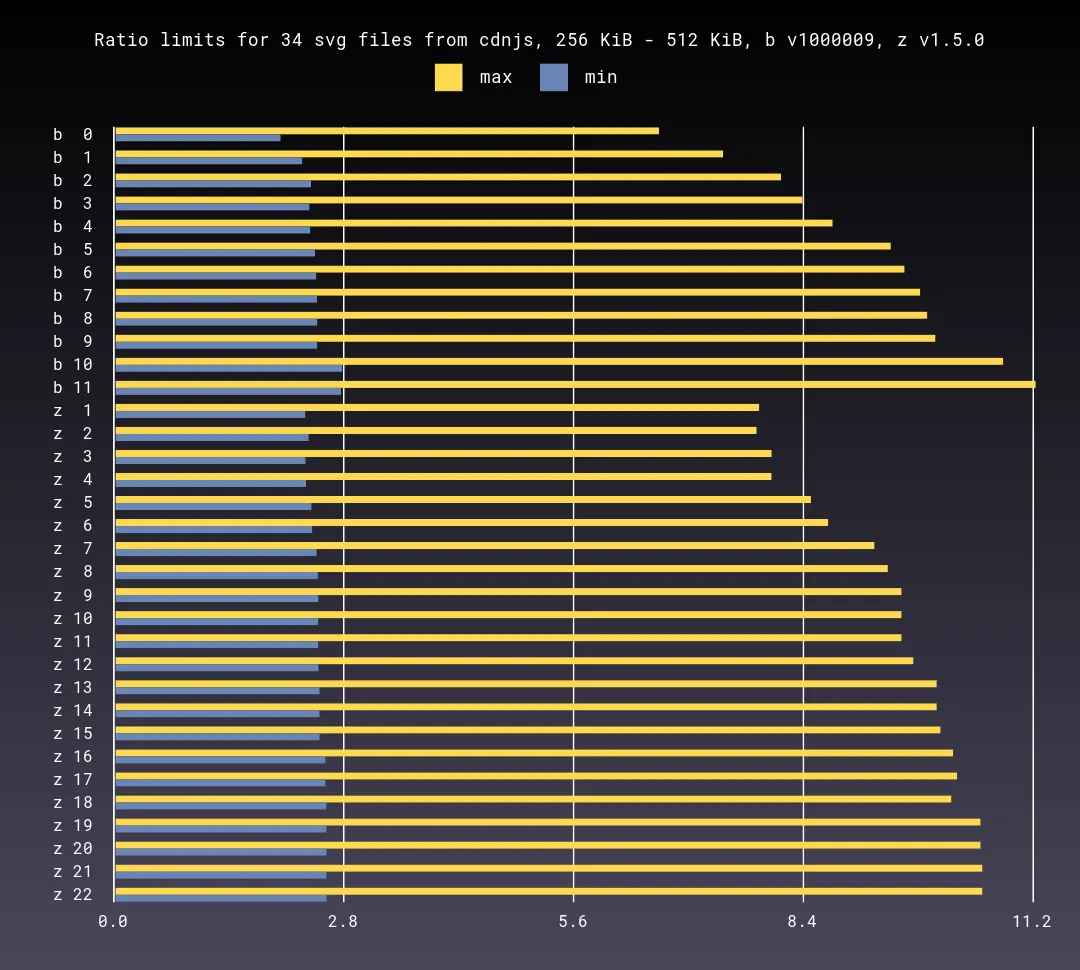 Ratio limits for 34 svg files from cdnjs, 256 KiB - 512 KiB, b v1000009, z v1.5.0
max min
b 0
b 1
b 2
b 3
b 4
b 5
b 6
b 7
b 8
b 9
b 10
b 11
z 1
z 2
z 3
z 4
z 5
z 6
z 7
z 8
z 9
z 10
z 11
z 12
z 13
z 14
z 15
z 16
z 17
z 18
z 19
z 20
z 21
z 22
0.0 2.8 5.6 8.4 11.2